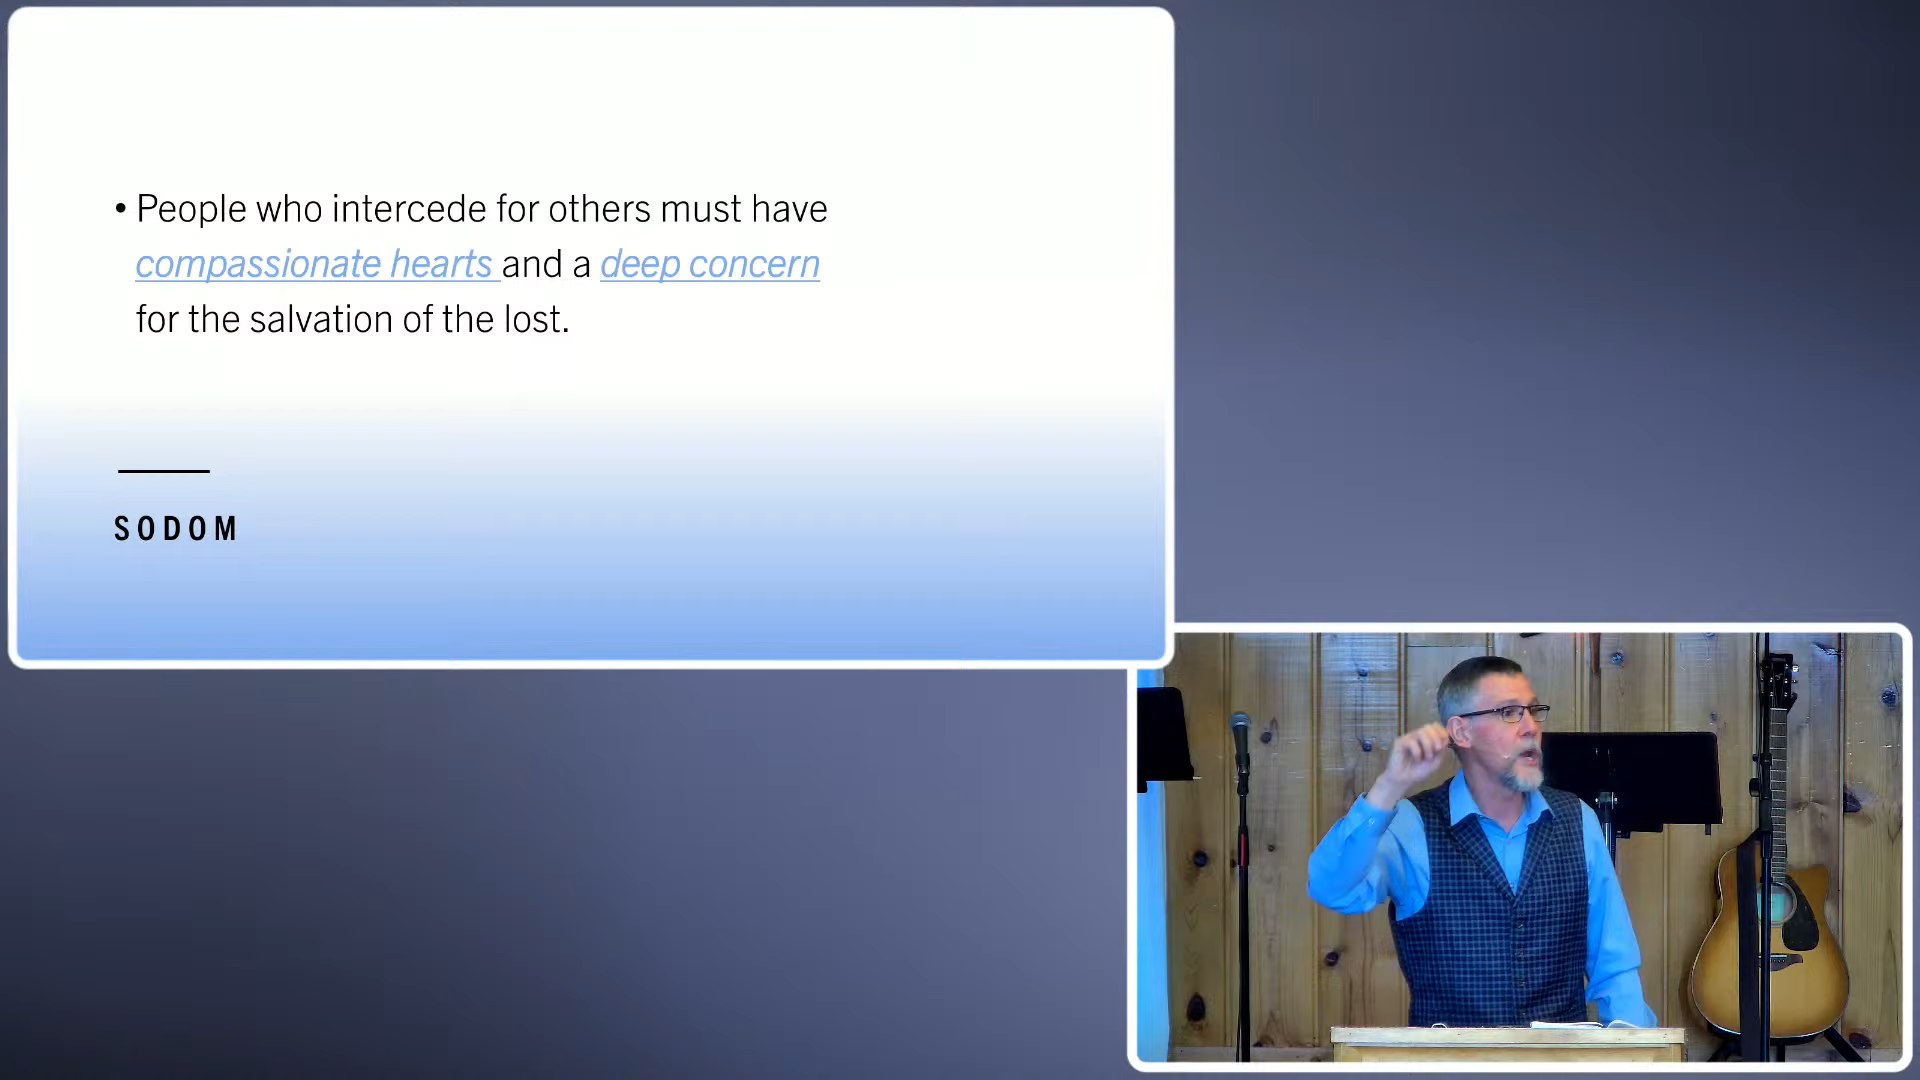 • People who intercede for others must have
compassionate hearts and a deep concern
for the salvation of the lost.
SODOM